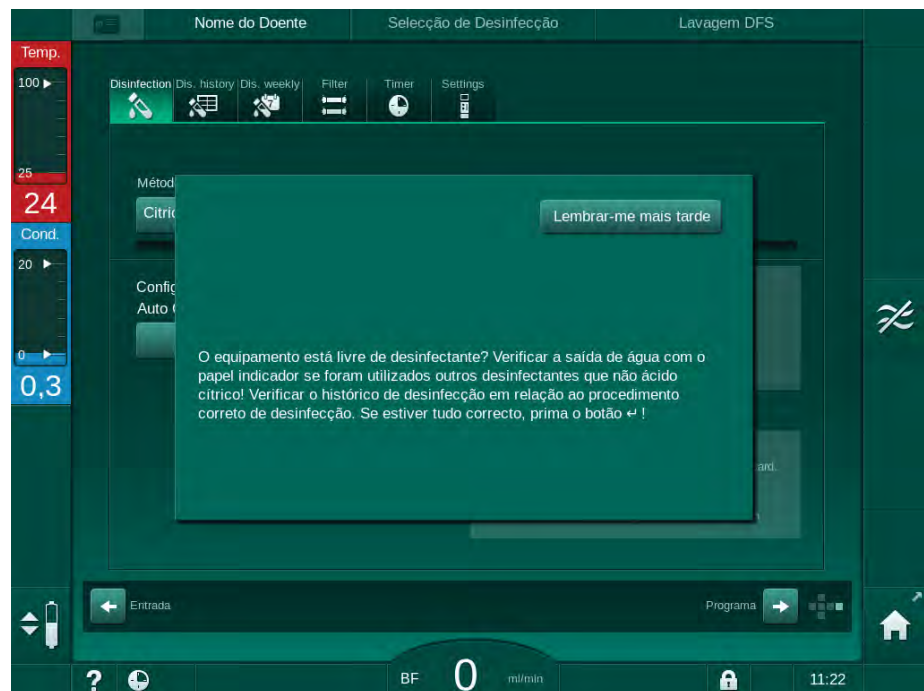 Nome do Doente
Selecção de Desinfecção
Lavagem DFS
Temp.
100
25
24
Cond.
20
0
0,3
Disinfection
Dis. history
Dis. weekly
Filter
Timer
Settings
Métod
Citric
Lembrar-me mais tarde
Config
Auto
O equipamento está livre de desinfectante? Verificar a saída de água com o
papel indicador se foram utilizados outros desinfectantes que não ácido
cítrico! Verificar o histórico de desinfecção em relação ao procedimento
correto de desinfecção. Se estiver tudo correcto, prima o botão ↵ !
ard.
Entrada
Programa
?
BF
0
ml/min
11:22